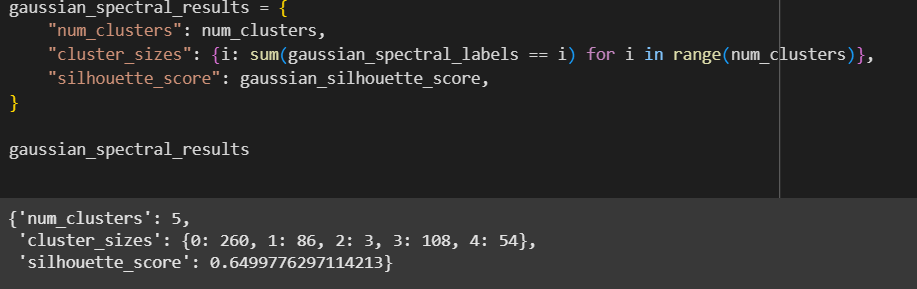 gaussian_spectral_results = {
    "num_clusters": num_clusters,
    "cluster_sizes": {i: sum(gaussian_spectral_labels == i) for i in range(num_clusters)},
    "silhouette_score": gaussian_silhouette_score,
}
gaussian_spectral_results
{'num_clusters': 5,
 'cluster_sizes': {0: 260, 1: 86, 2: 3, 3: 108, 4: 54},
 'silhouette_score': 0.6499776297114213}